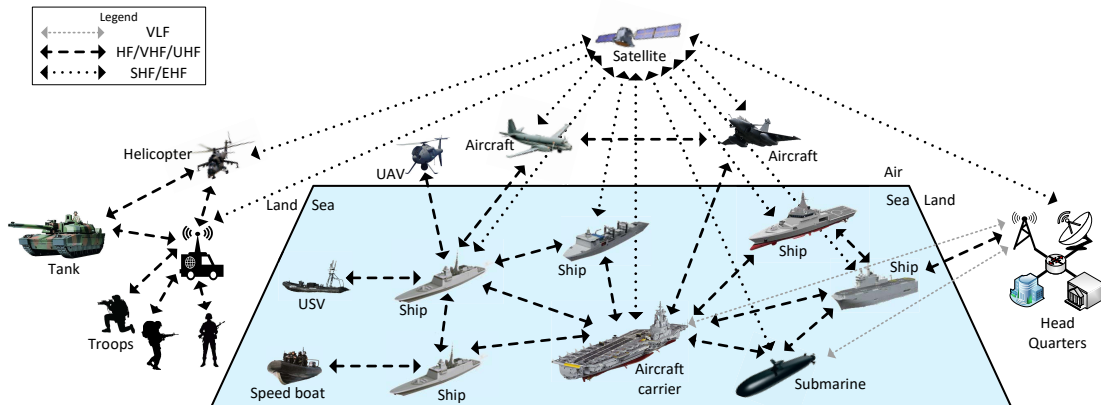 Legend
VLF
HF/VHF/UHF
SHF/EHF
Satellite
Helicopter
UAV
Aircraft
Aircraft
Air
Land
Sea
Sea
Land
Tank
USV
Ship
Ship
Ship
Ship
Troops
Speed boat
Ship
Aircraft
carrier
Submarine
Head
Quarters